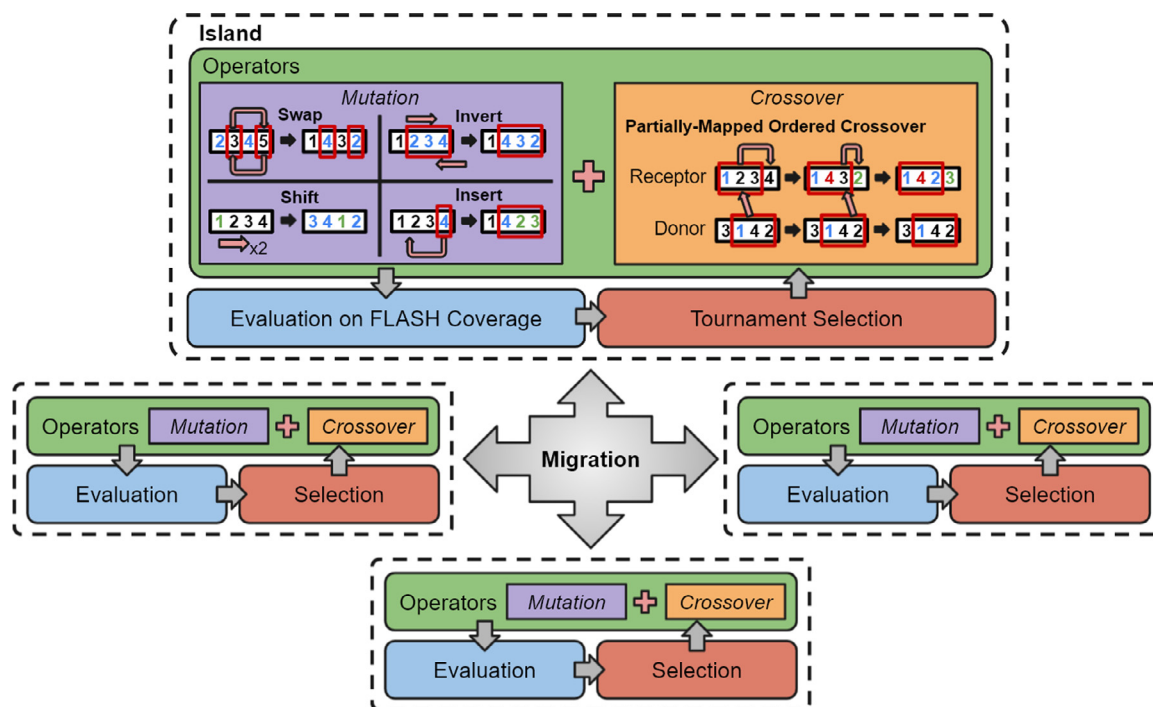 Island
Operators
Mutation
Swap
2 3 4 5
1 4 3 2
Invert
1 2 3 4
1 4 3 2
Shift
1 2 3 4
3 4 1 2
x2
Insert
1 2 3 4
1 4 2 3
Crossover
Partially-Mapped Ordered Crossover
Receptor 1 2 3 4 1 4 3 2 1 4 2 3
Donor 3 1 4 2 3 1 4 2 3 1 4 2
Evaluation on FLASH Coverage
Tournament Selection
Operators Mutation Crossover
Evaluation Selection
Migration
Operators Mutation Crossover
Evaluation Selection
Operators Mutation Crossover
Evaluation Selection